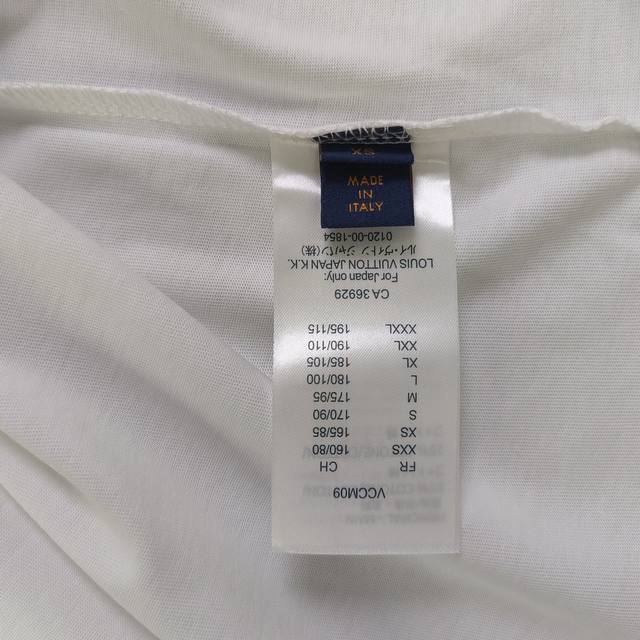 XS
MADE
IN
ITALY
VCCM09
FR CH
XXS 160/80
XS 165/85
S 170/90
M 175/95
L 180/100
XL 185/105
XXL 190/110
XXXL 195/115
CA 36929
For Japan only:
LOUIS VUITTON JAPAN K.K.
ルイ・ヴィトン ジャパン(株)
0120-00-1854